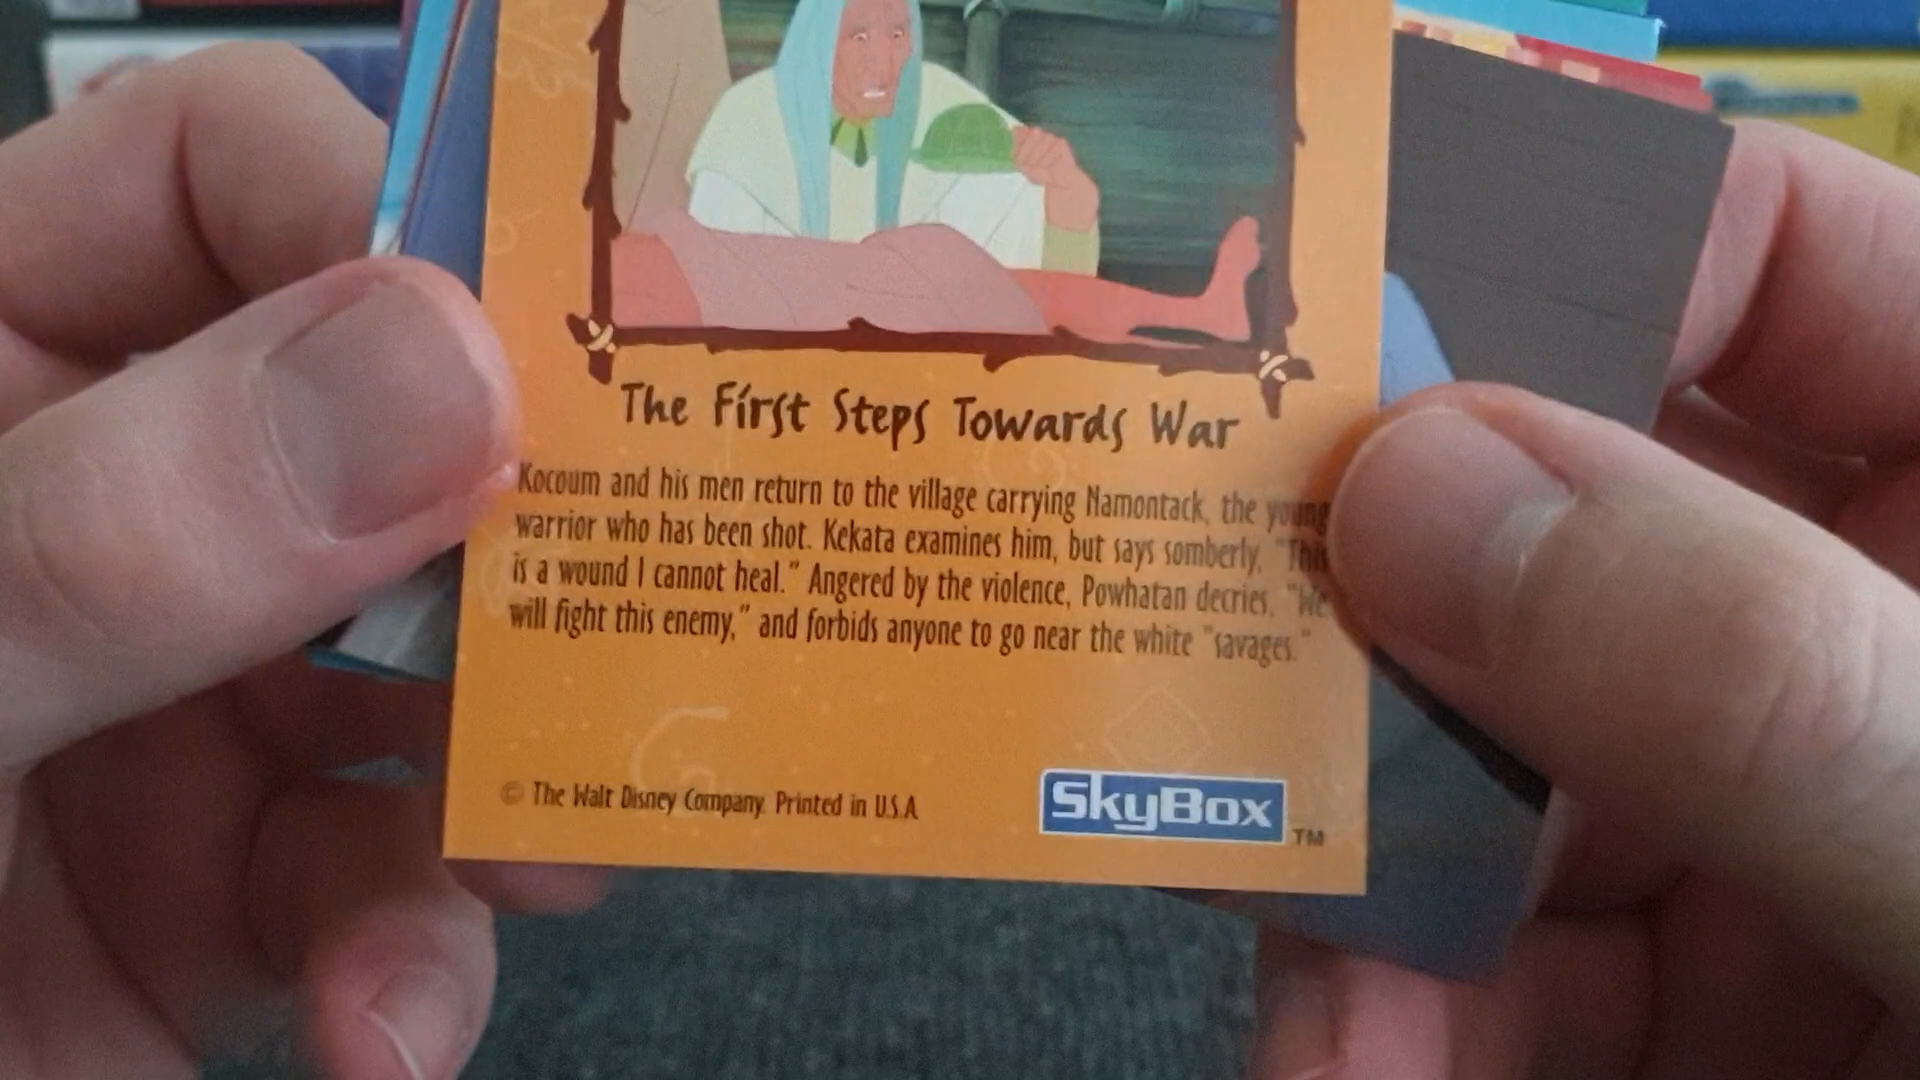 The First Steps Towards War
Kocoum and his men return to the village carrying Namontack, the young
warrior who has been shot. Kekata examines him, but says somberly, "This
is a wound I cannot heal." Angered by the violence, Powhatan decries, "We
will fight this enemy," and forbids anyone to go near the white "savages."
© The Walt Disney Company. Printed in U.S.A
SkyBox TM